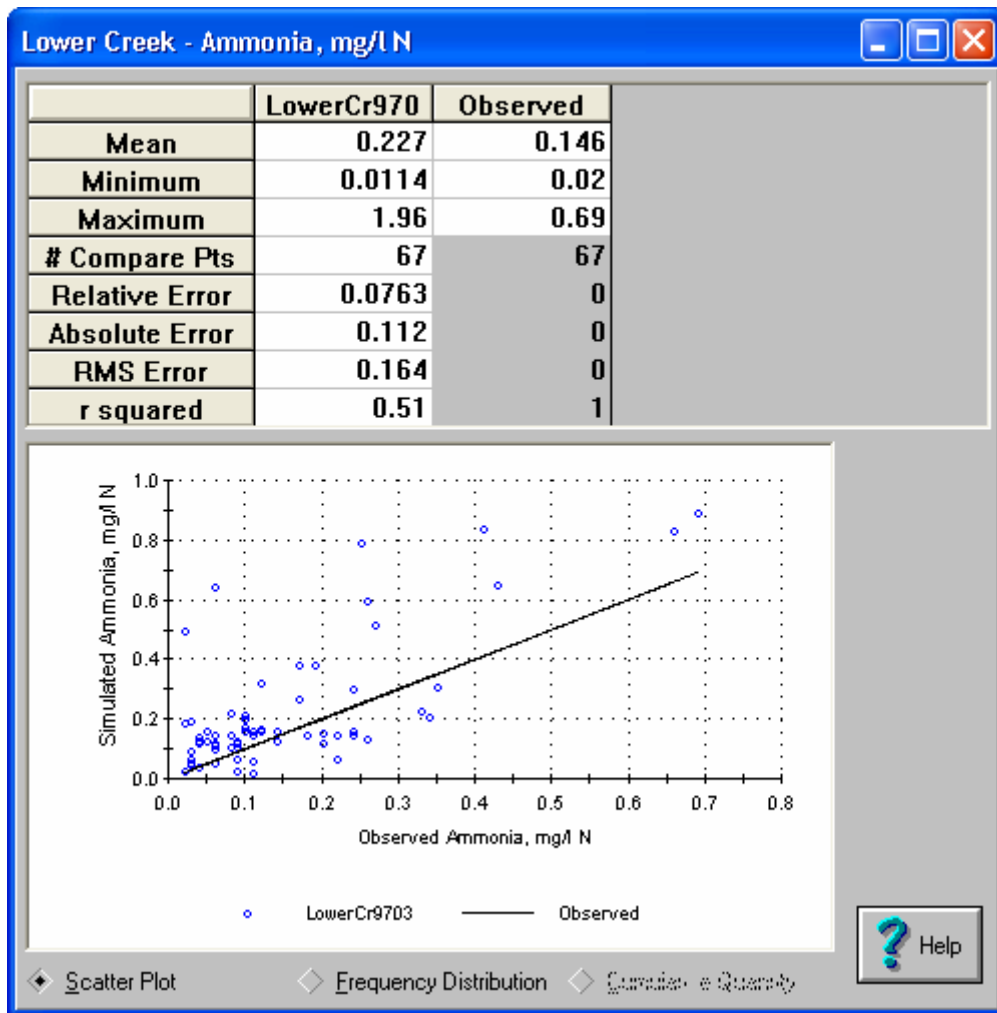 Lower Creek - Ammonia, mg/l N
LowerCr970 Observed
Mean 0.227 0.146
Minimum 0.0114 0.02
Maximum 1.96 0.69
# Compare Pts 67 67
Relative Error 0.0763 0
Absolute Error 0.112 0
RMS Error 0.164 0
r squared 0.51 1
Simulated Ammonia, mg/l N
1.0
0.8
0.6
0.4
0.2
0.0
0.0 0.1 0.2 0.3 0.4 0.5 0.6 0.7 0.8
Observed Ammonia, mg/l N
LowerCr9703 Observed
Help
Scatter Plot Frequency Distribution